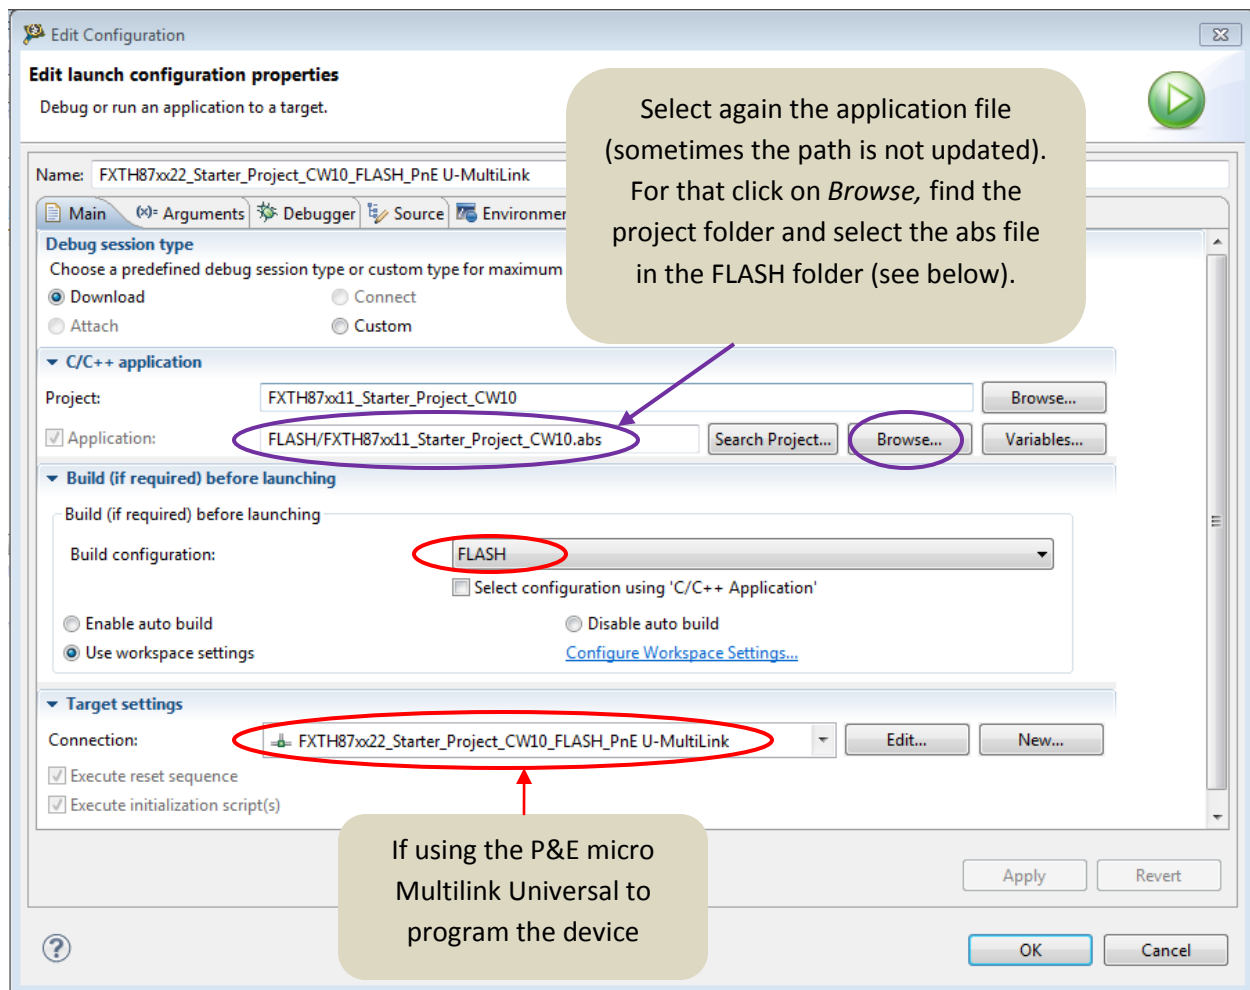 Edit Configuration
Edit launch configuration properties
Debug or run an application to a target.
Select again the application file
(sometimes the path is not updated).
For that click on Browse, find the
project folder and select the abs file
in the FLASH folder (see below).
Name: FXTH87xx22_Starter_Project_CW10_FLASH_PnE U-MultiLink
Main (x)= Arguments Debugger Source Environmen
Debug session type
Choose a predefined debug session type or custom type for maximum
Download Connect
Attach Custom
C/C++ application
Project: FXTH87xx11_Starter_Project_CW10 Browse...
Application: FLASH/FXTH87xx11_Starter_Project_CW10.abs Search Project... Browse... Variables...
Build (if required) before launching
Build (if required) before launching
Build configuration: FLASH
Select configuration using 'C/C++ Application'
Enable auto build Disable auto build
Use workspace settings Configure Workspace Settings...
Target settings
Connection: FXTH87xx22_Starter_Project_CW10_FLASH_PnE U-MultiLink Edit... New...
Execute reset sequence
Execute initialization script(s)
If using the P&E micro
Multilink Universal to
program the device
Apply Revert
? OK Cancel